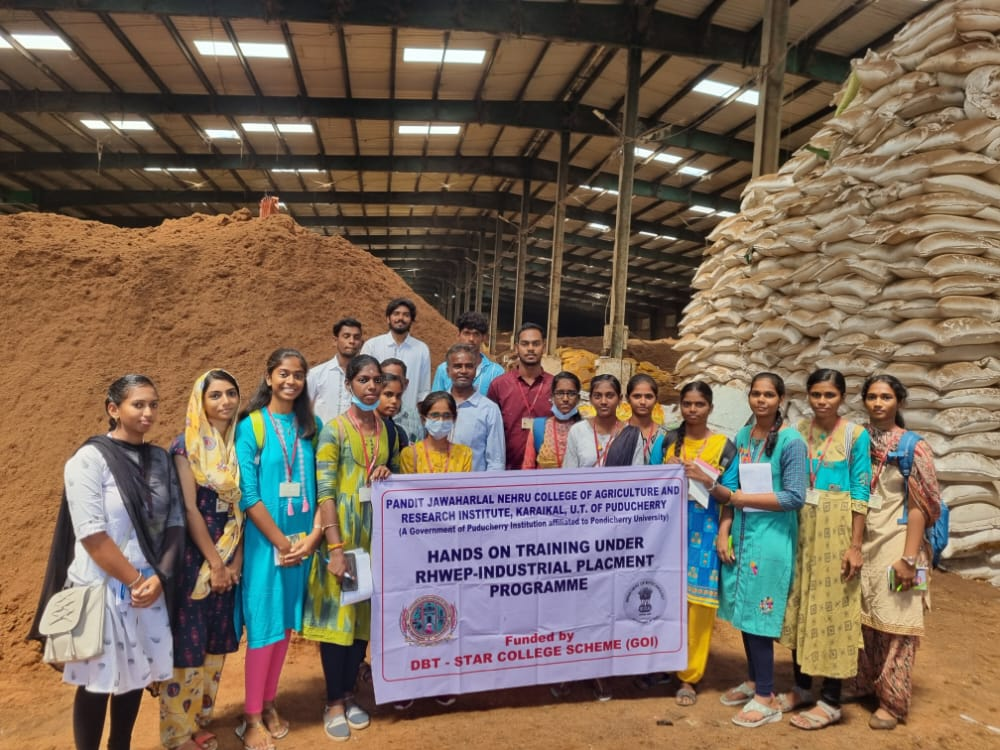 PANDIT JAWAHARLAL NEHRU COLLEGE OF AGRICULTURE AND
RESEARCH INSTITUTE, KARAIKAL, U.T. OF PUDUCHERRY
(A Government of Puducherry Institution affiliated to Pondicherry University)
HANDS ON TRAINING UNDER
RHWEP-INDUSTRIAL PLACMENT
PROGRAMME
Funded by
DBT - STAR COLLEGE SCHEME (GOI)